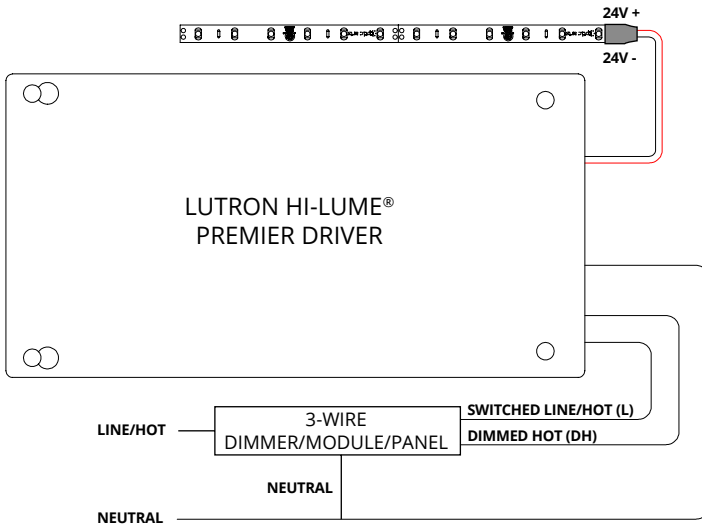 24V +
24V -
LUTRON HI-LUME®
PREMIER DRIVER
SWITCHED LINE/HOT (L)
LINE/HOT
3-WIRE
DIMMER/MODULE/PANEL
DIMMED HOT (DH)
NEUTRAL
NEUTRAL